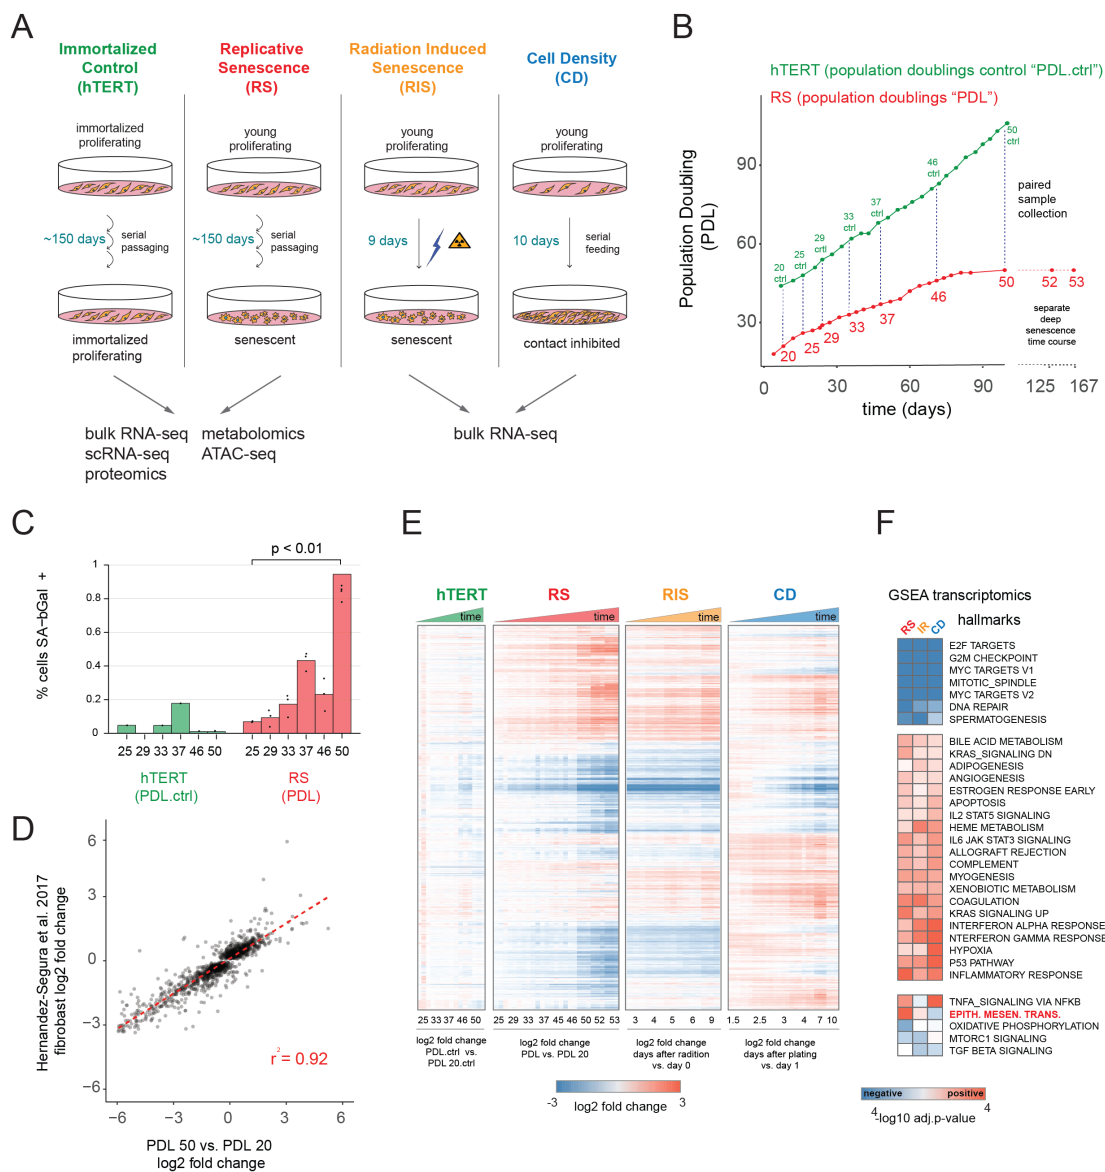 A
Immortalized
Control
(hTERT)
Replicative
Senescence
(RS)
Radiation Induced
Senescence
(RIS)
Cell Density
(CD)
immortalized
proliferating
young
proliferating
young
proliferating
young
proliferating
~150 days
serial
passaging
~150 days
serial
passaging
9 days
10 days
serial
feeding
immortalized
proliferating
senescent
senescent
contact inhibited
bulk RNA-seq
scRNA-seq
proteomics
metabolomics
ATAC-seq
bulk RNA-seq
B
hTERT (population doublings control “PDL.ctrl”)
RS (population doublings “PDL”)
Population Doubling
(PDL)
90
60
30
20
ctrl
25
ctrl
29
crtl
33
ctrl
37
ctrl
46
ctrl
50
ctrl
20
25
29
33
37
46
50
52
53
paired
sample
collection
separate
deep
senescence
time course
0
30
60
90
125
167
time (days)
C
% cells SA−bGal +
p < 0.01
1
0.8
0.6
0.4
0.2
0
25 29 33 37 46 50
25 29 33 37 46 50
hTERT
(PDL.ctrl)
RS
(PDL)
D
Hernandez-Segura et al. 2017
fibrobast log2 fold change
6
3
0
−3
−6
r2 = 0.92
−6 −3 0 3 6
PDL 50 vs. PDL 20
log2 fold change
E
hTERT
RS
RIS
CD
time
time
time
time
25 33 37 46 50
25 29 33 37 46 50 52 53
3 4 5 6 9
1.5 2.5 3 4 7 10
log2 fold change
PDL.ctrl vs.
PDL 20.ctrl
log2 fold change
PDL vs. PDL 20
log2 fold change
days after radition
vs. day 0
log2 fold change
days after plating
vs. day 1
-3
log2 fold change
3
F
GSEA transcriptomics
hallmarks
RS
IR
CD
E2F TARGETS
G2M CHECKPOINT
MYC TARGETS V1
MITOTIC_SPINDLE
MYC TARGETS V2
DNA REPAIR
SPERMATOGENESIS
BILE ACID METABOLISM
KRAS_SIGNALING DN
ADIPOGENESIS
ANGIOGENESIS
ESTROGEN RESPONSE EARLY
APOPTOSIS
IL2 STAT5 SIGNALING
HEME METABOLISM
IL6 JAK STAT3 SIGNALING
ALLOGRAFT REJECTION
COMPLEMENT
MYOGENESIS
XENOBIOTIC METABOLISM
COAGULATION
KRAS SIGNALING UP
INTERFERON ALPHA RESPONSE
NTERFERON GAMMA RESPONSE
HYPOXIA
P53 PATHWAY
INFLAMMATORY RESPONSE
TNFA_SIGNALING VIA NFKB
EPITH. MESEN. TRANS.
OXIDATIVE PHOSPHORYLATION
MTORC1 SIGNALING
TGF BETA SIGNALING
negative
positive
4
-log10 adj.p-value
4